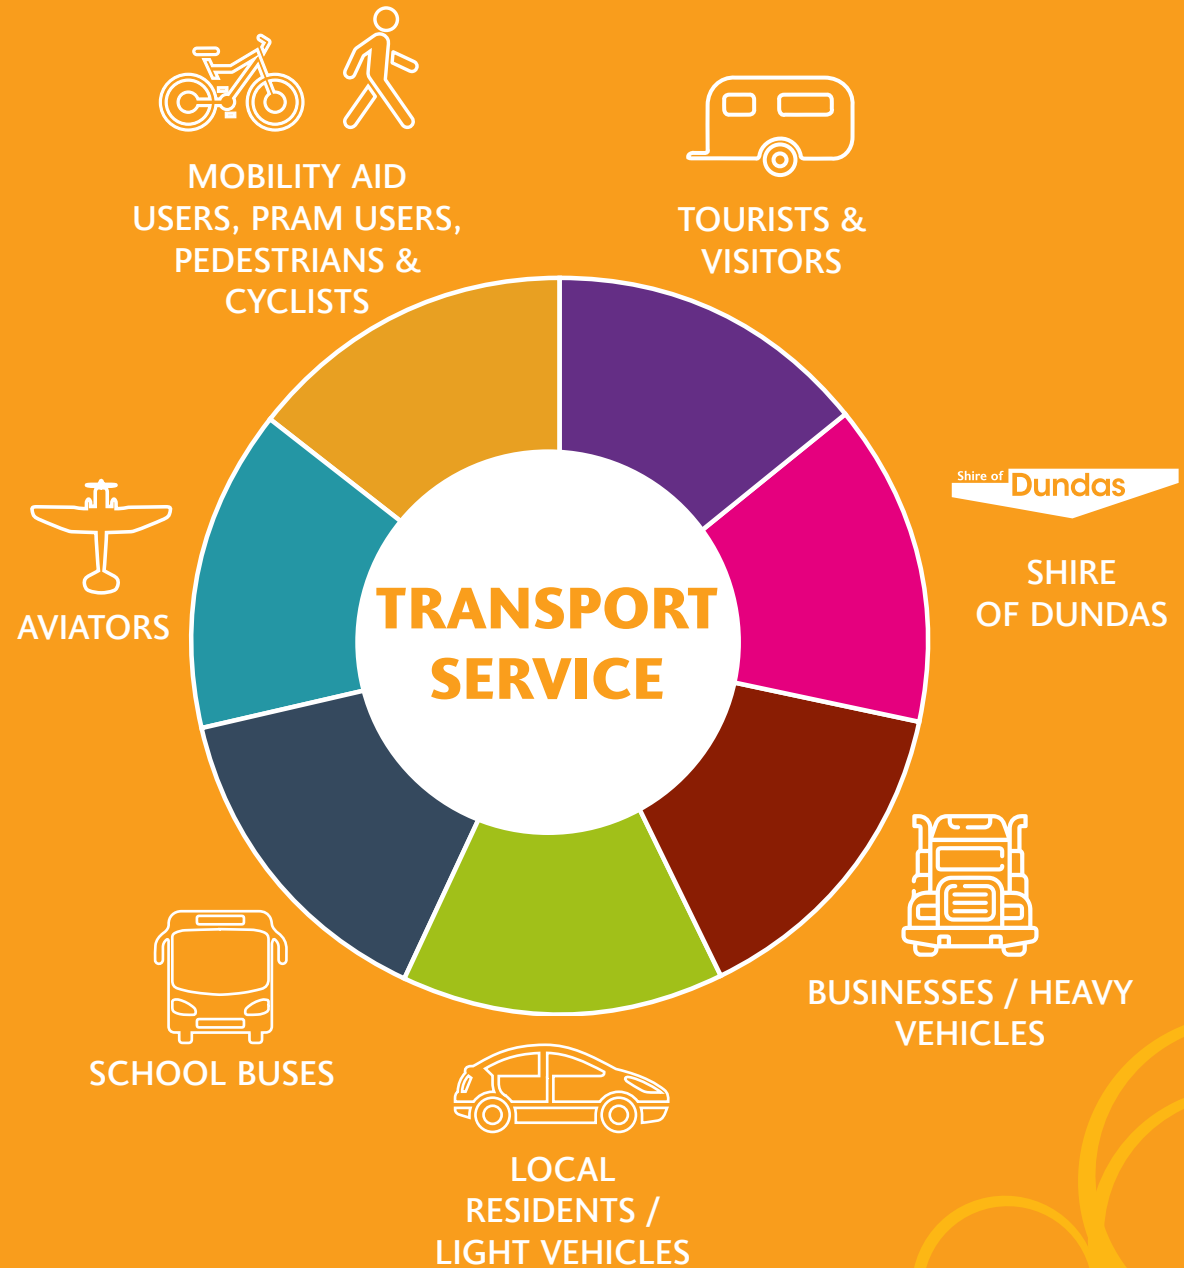 MOBILITY AID
USERS, PRAM USERS,
PEDESTRIANS &
CYCLISTS
TOURISTS &
VISITORS
Shire of Dundas
SHIRE
OF DUNDAS
AVIATORS
TRANSPORT
SERVICE
BUSINESSES / HEAVY
VEHICLES
SCHOOL BUSES
LOCAL
RESIDENTS /
LIGHT VEHICLES